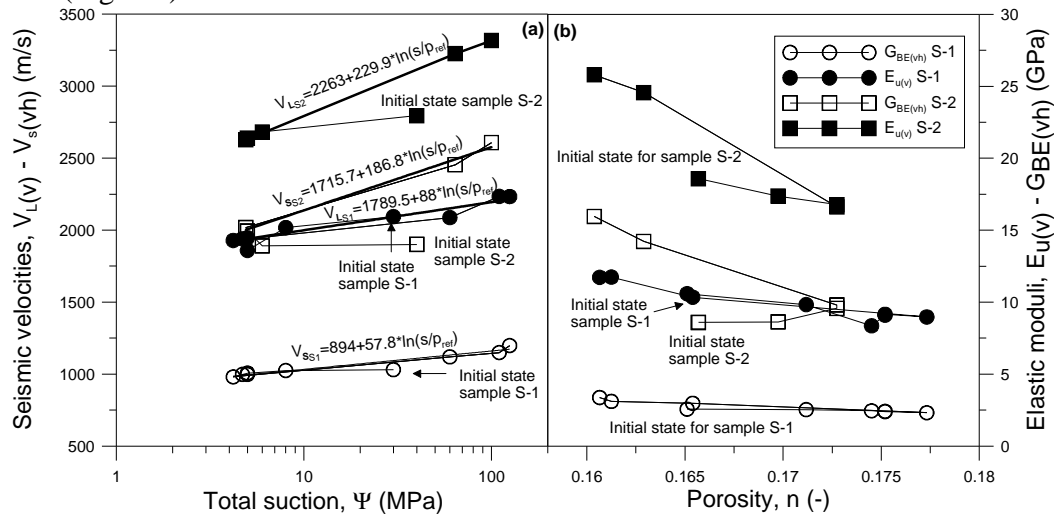 (a)
(b)
Seismic velocities, V_L(v) - V_s(vh) (m/s)
3500
3000
2500
2000
1500
1000
500
V_LS2=2263+229.9*ln(s/p_ref)
Initial state sample S-2
V_SS2=1715.7+186.8*ln(s/p_ref)
V_LS1=1789.5+88*ln(s/p_ref)
Initial state
sample S-1
Initial state
sample S-2
V_SS1=894+57.8*ln(s/p_ref)
Initial state
sample S-1
1
10
100
Total suction, Ψ (MPa)
G_BE(vh) S-1
E_u(v) S-1
G_BE(vh) S-2
E_u(v) S-2
Initial state for sample S-2
Initial state
sample S-1
Initial state
sample S-2
Initial state for sample S-1
0.16
0.165
0.17
0.175
0.18
Porosity, n (-)
30
25
20
15
10
5
0
Elastic moduli, E_u(v) - G_BE(vh) (GPa)